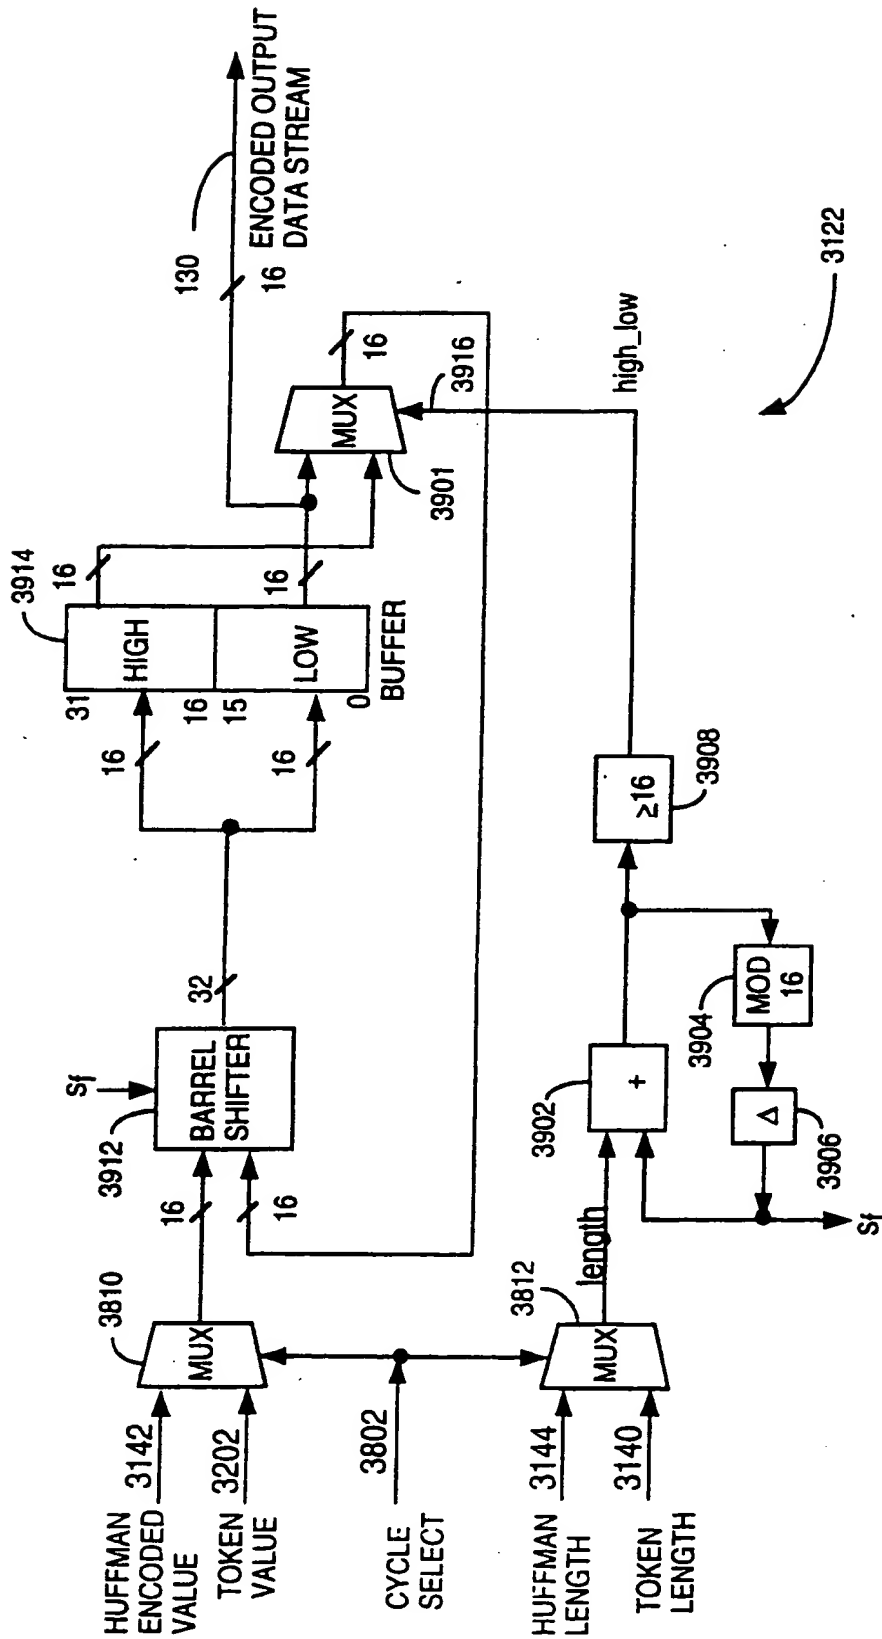 HUFFMAN
ENCODED
VALUE
3142
TOKEN
VALUE
3202
CYCLE
SELECT
3802
HUFFMAN
LENGTH
3144
TOKEN
LENGTH
3140
3810
MUX
3812
MUX
16
length
Sf
3912
BARREL
SHIFTER
16
32
3902
+
3904
MOD
16
3906
Δ
Sf
16
16
3914
31
HIGH
16
15
LOW
0
BUFFER
16
16
≥16
3908
3901
MUX
16
3916
high_low
130
16
ENCODED OUTPUT
DATA STREAM
3122